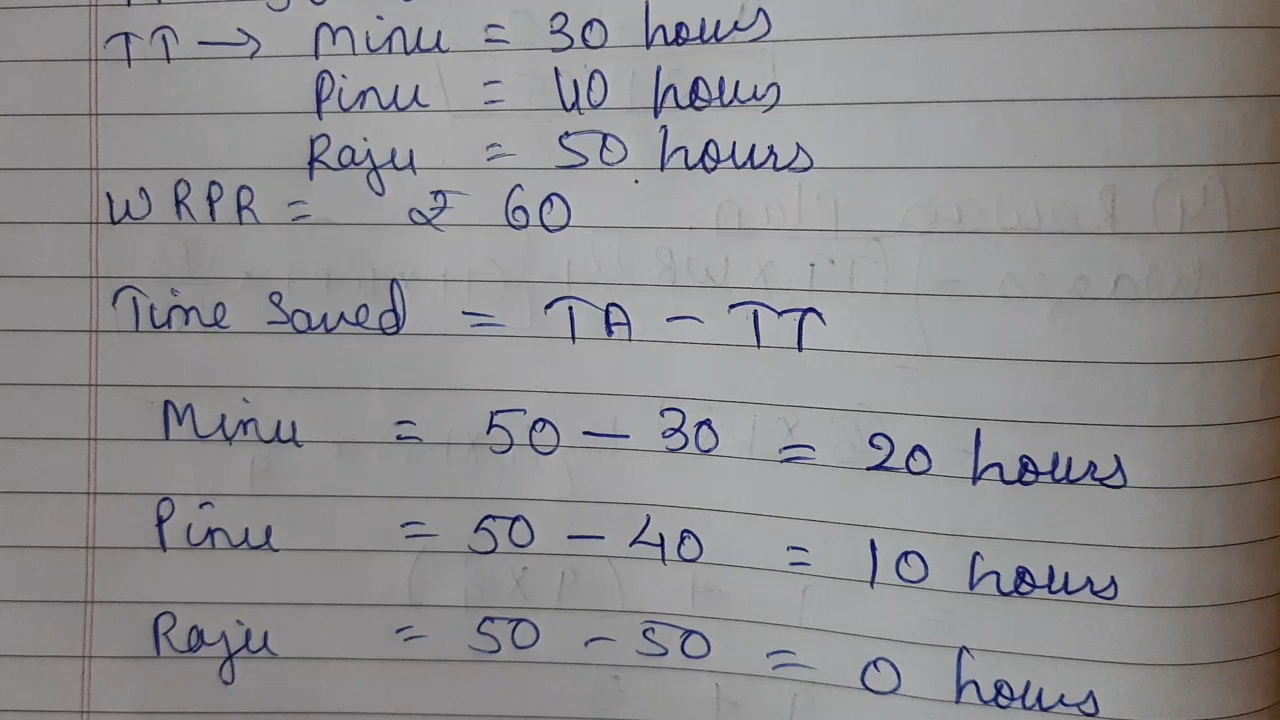 TT → Minu = 30 hours
Pinu = 40 hours
Raju = 50 hours
WRPR = ₹ 60
Time Saved = TA - TT
Minu = 50 - 30 = 20 hours
Pinu = 50 - 40 = 10 hours
Raju = 50 - 50 = 0 hours